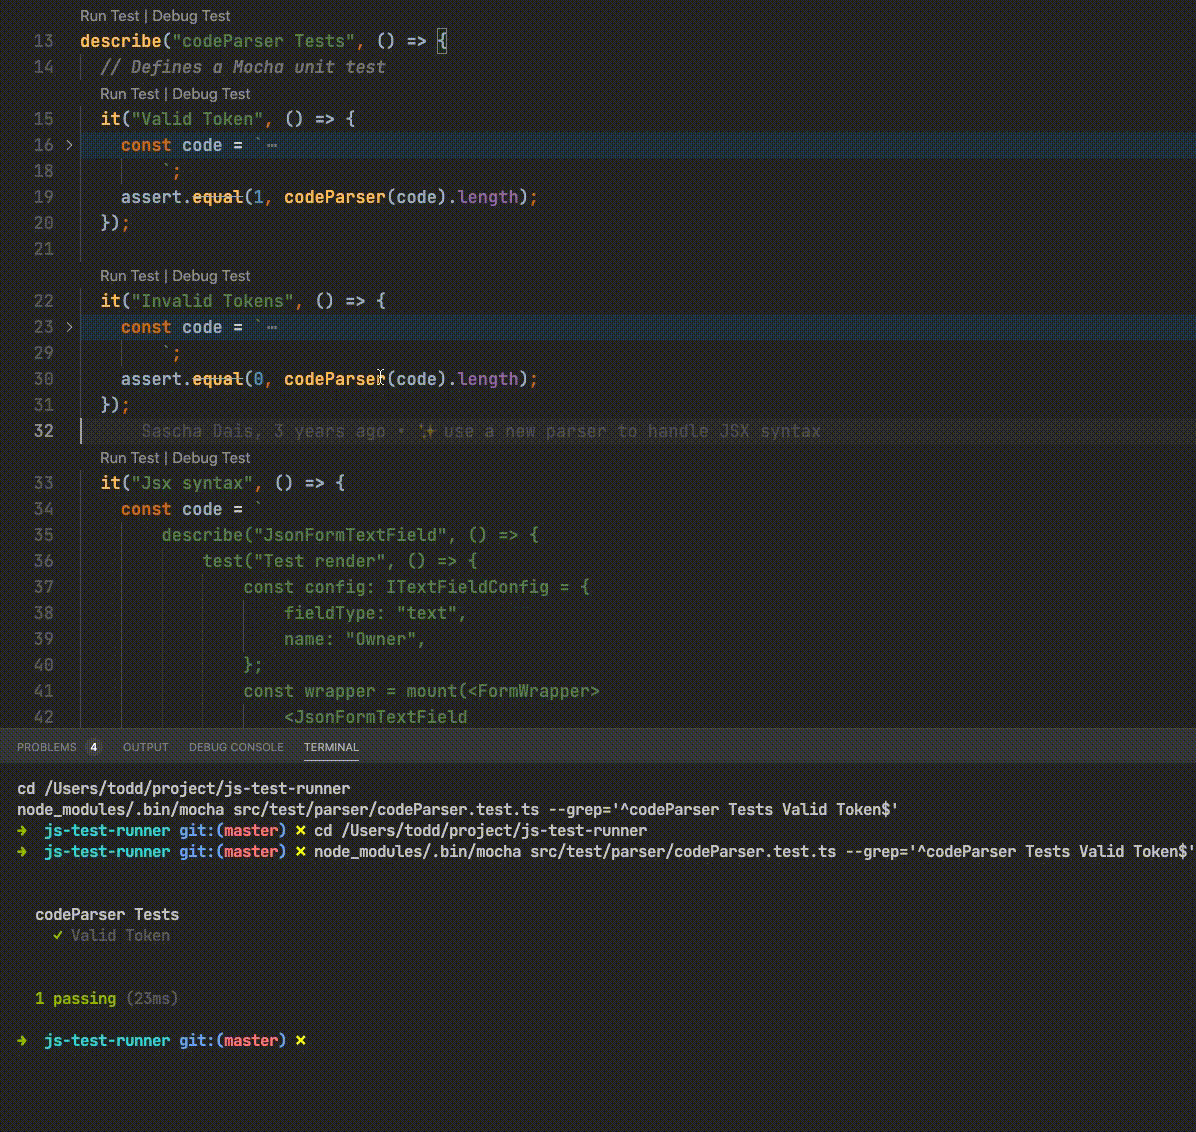 Run Test | Debug Test
13 describe("codeParser Tests", () => {
14 // Defines a Mocha unit test
Run Test | Debug Test
15 it("Valid Token", () => {
16 > const code = ` ⋯
18 `;
19 assert.equal(1, codeParser(code).length);
20 });
21
Run Test | Debug Test
22 it("Invalid Tokens", () => {
23 > const code = ` ⋯
29 `;
30 assert.equal(0, codeParser(code).length);
31 });
32 Sascha Dais, 3 years ago • ✨ use a new parser to handle JSX syntax
Run Test | Debug Test
33 it("Jsx syntax", () => {
34 const code = `
35 describe("JsonFormTextField", () => {
36 test("Test render", () => {
37 const config: ITextFieldConfig = {
38 fieldType: "text",
39 name: "Owner",
40 };
41 const wrapper = mount(<FormWrapper>
42 <JsonFormTextField
PROBLEMS 4 OUTPUT DEBUG CONSOLE TERMINAL
cd /Users/todd/project/js-test-runner
node_modules/.bin/mocha src/test/parser/codeParser.test.ts --grep='^codeParser Tests Valid Token$'
➜ js-test-runner git:(master) ✗ cd /Users/todd/project/js-test-runner
➜ js-test-runner git:(master) ✗ node_modules/.bin/mocha src/test/parser/codeParser.test.ts --grep='^codeParser Tests Valid Token$'
codeParser Tests
✓ Valid Token
1 passing (23ms)
➜ js-test-runner git:(master) ✗